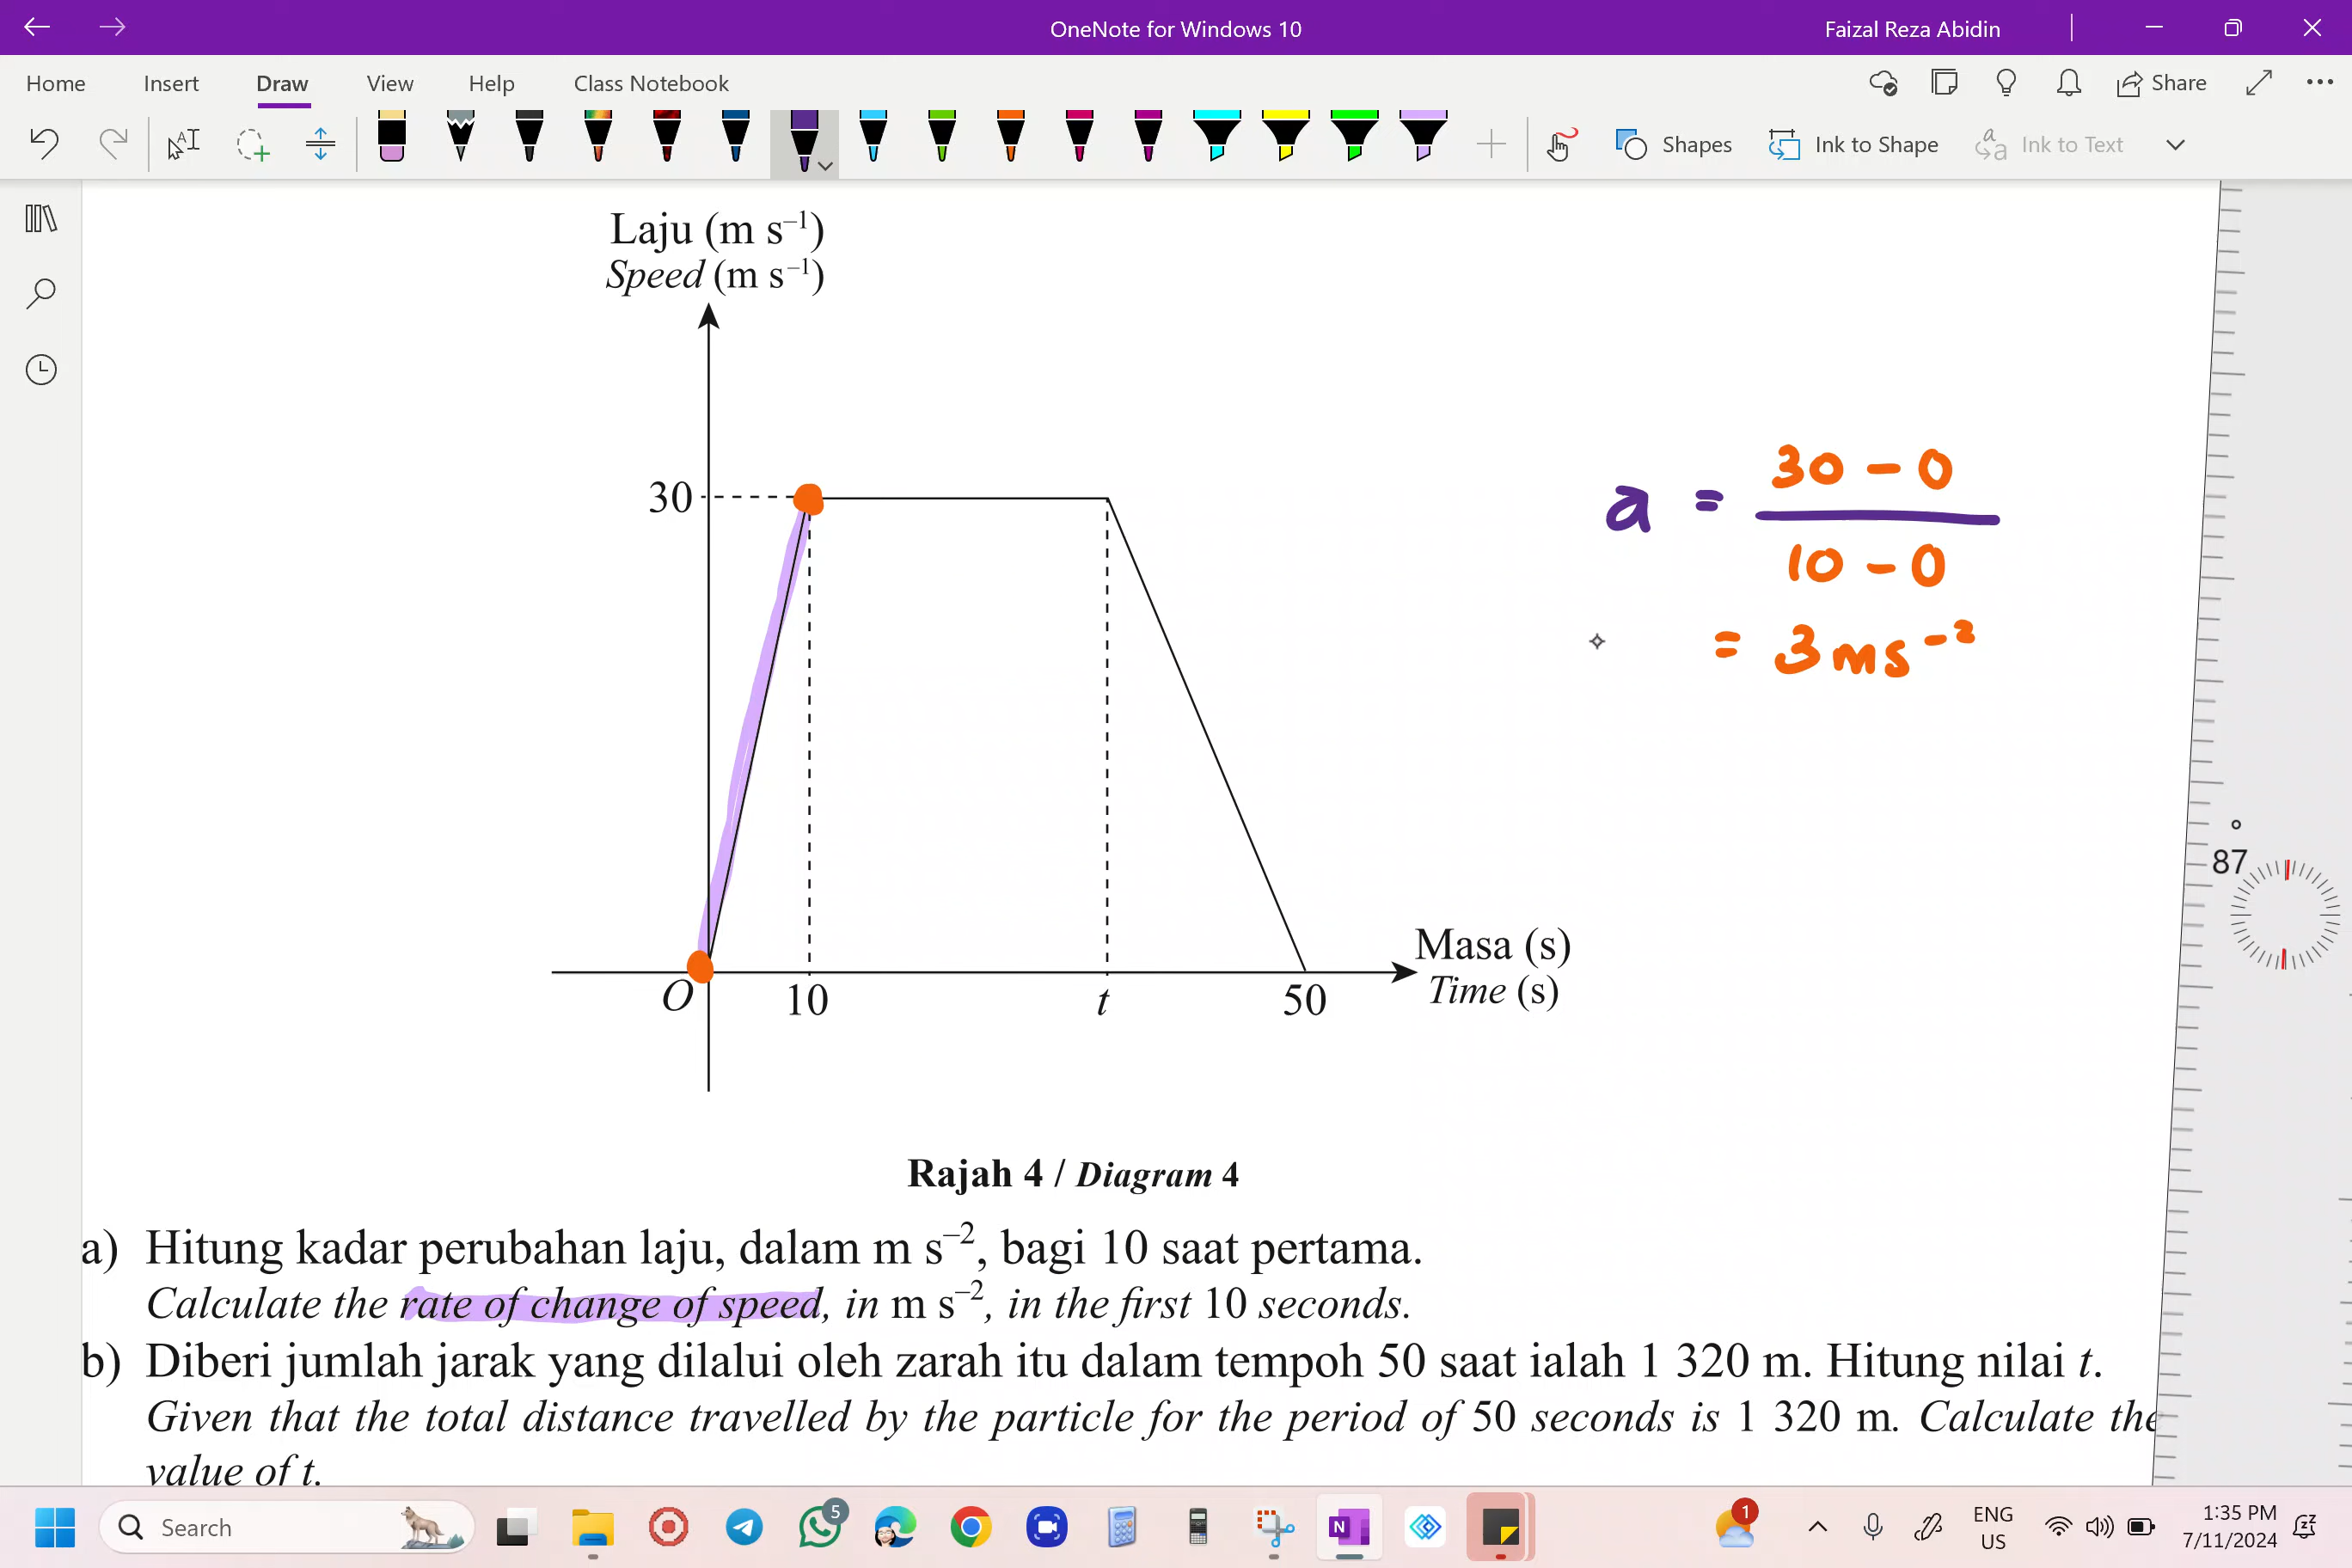 OneNote for Windows 10
Faizal Reza Abidin
Home Insert Draw View Help Class Notebook Share
Shapes Ink to Shape Ink to Text
Laju (m s⁻¹)
Speed (m s⁻¹)
30
a = 30 - 0
10 - 0
= 3 ms⁻²
87°
Masa (s)
Time (s)
O 10 t 50
Rajah 4 / Diagram 4
a) Hitung kadar perubahan laju, dalam m s⁻², bagi 10 saat pertama.
Calculate the rate of change of speed, in m s⁻², in the first 10 seconds.
b) Diberi jumlah jarak yang dilalui oleh zarah itu dalam tempoh 50 saat ialah 1 320 m. Hitung nilai t.
Given that the total distance travelled by the particle for the period of 50 seconds is 1 320 m. Calculate the
value of t.
Search
5
1
ENG
US
1:35 PM
7/11/2024